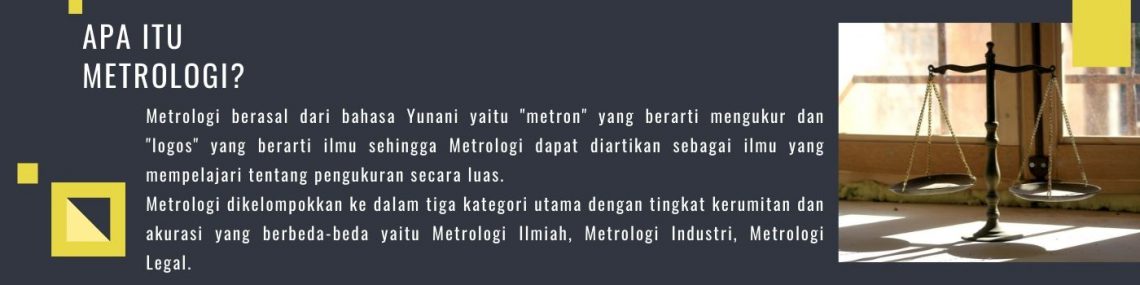 APA ITU
METROLOGI?
Metrologi berasal dari bahasa Yunani yaitu "metron" yang berarti mengukur dan
"logos" yang berarti ilmu sehingga Metrologi dapat diartikan sebagai ilmu yang
mempelajari tentang pengukuran secara luas.
Metrologi dikelompokkan ke dalam tiga kategori utama dengan tingkat kerumitan dan
akurasi yang berbeda-beda yaitu Metrologi Ilmiah, Metrologi Industri, Metrologi
Legal.